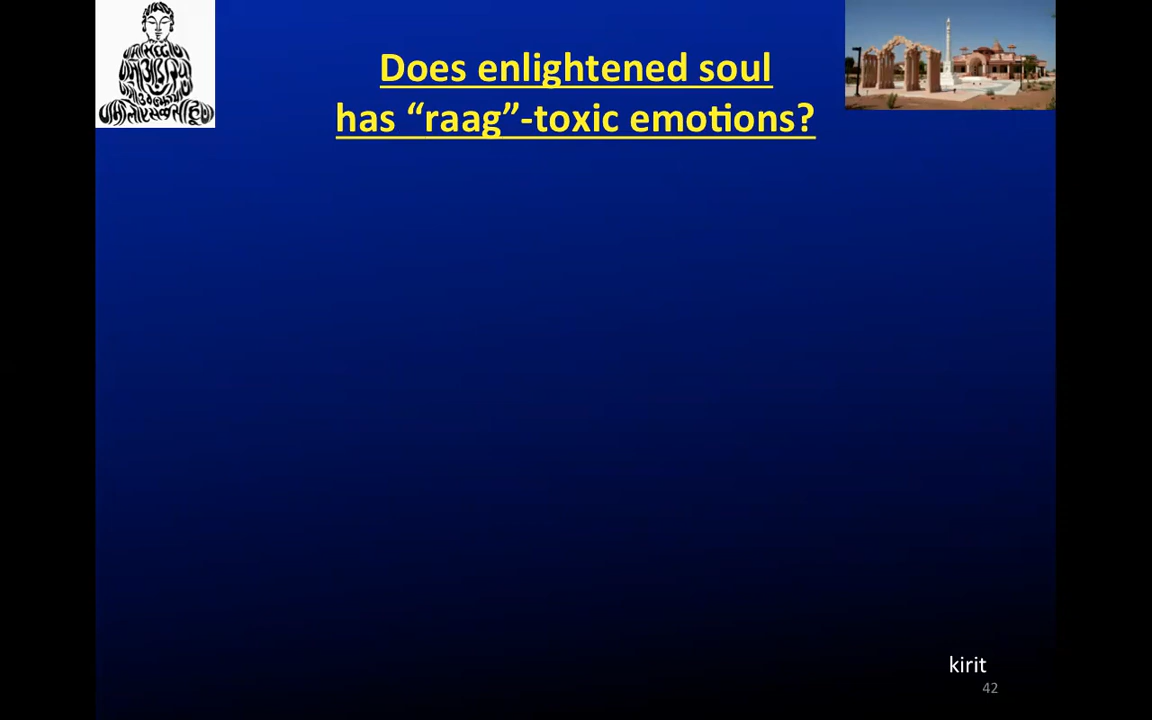 Does enlightened soul
has “raag”-toxic emotions?
kirit
42